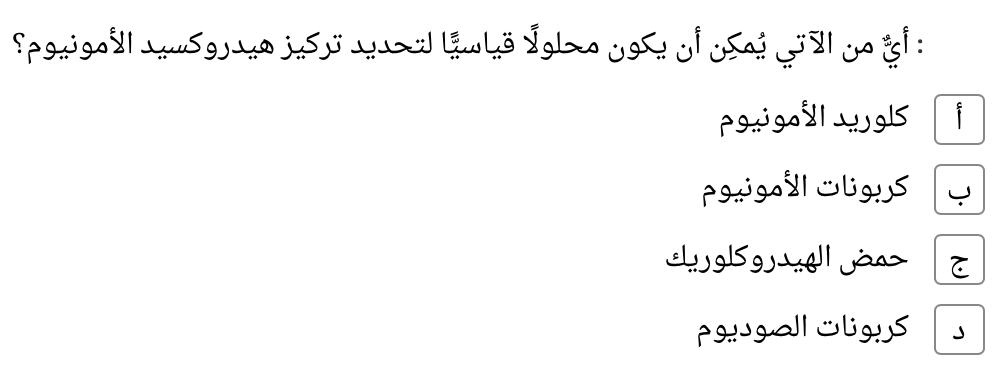 : أيٌّ من الآتي يُمكِن أن يكون محلولًا قياسيًّا لتحديد تركيز هيدروكسيد الأمونيوم؟
أ كلوريد الأمونيوم
ب كربونات الأمونيوم
ج حمض الهيدروكلوريك
د كربونات الصوديوم